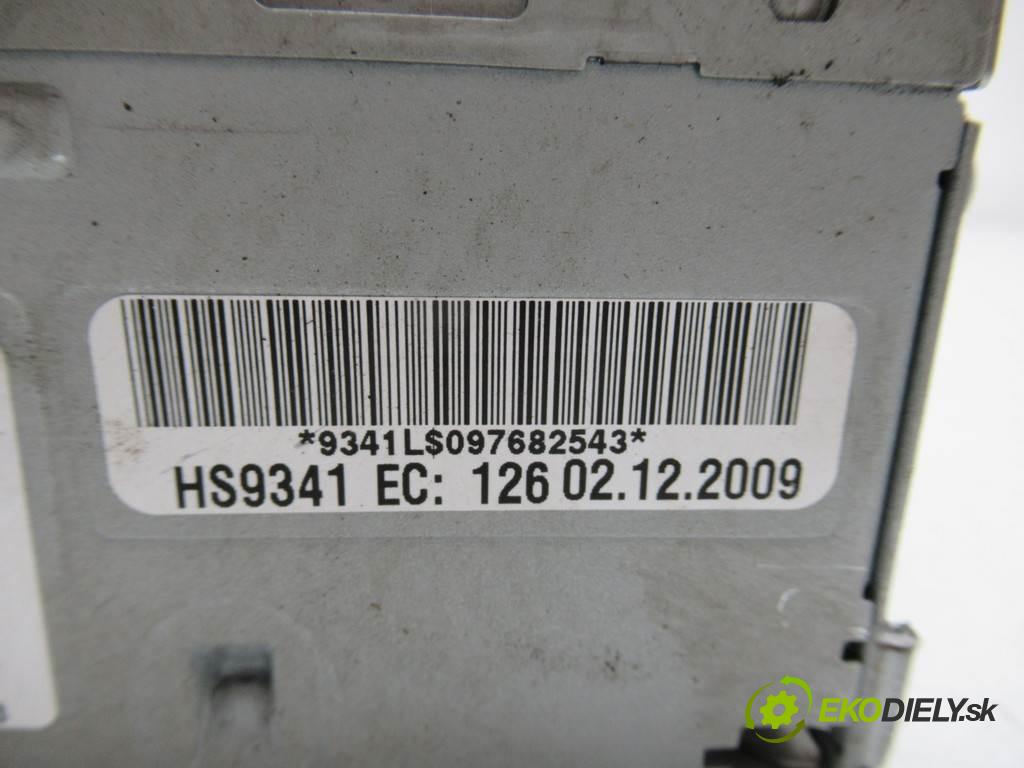 *9341L$097682543*
HS9341 EC: 126 02.12.2009
EKODIELY.sk